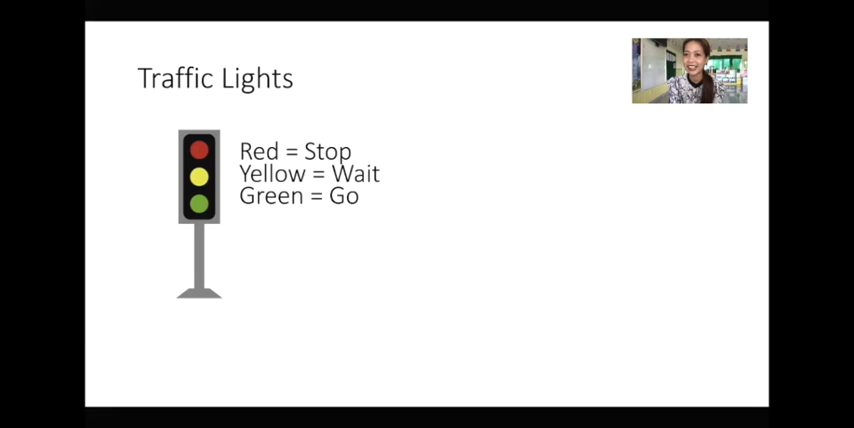 Traffic Lights
Red = Stop
Yellow = Wait
Green = Go